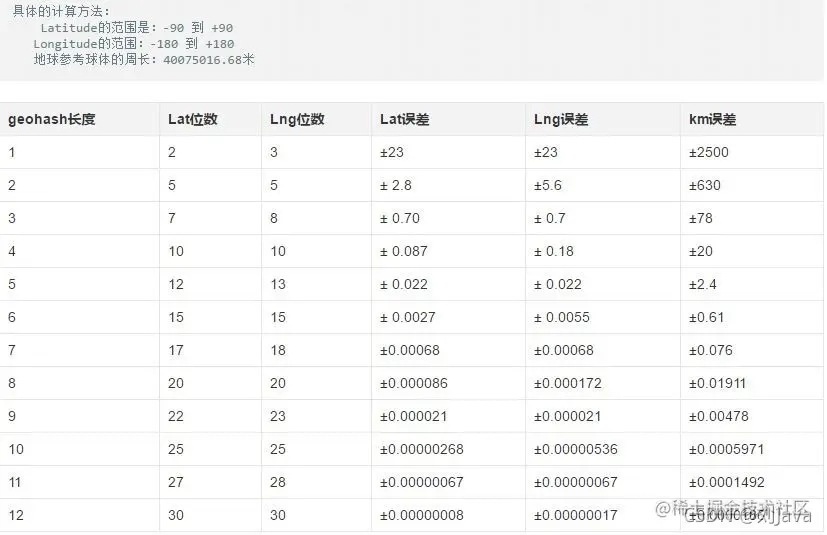 具体的计算方法：
Latitude的范围是：-90 到 +90
Longitude的范围：-180 到 +180
地球参考球体的周长：40075016.68米
geohash长度 Lat位数 Lng位数 Lat误差 Lng误差 km误差
1 2 3 ±23 ±23 ±2500
2 5 5 ± 2.8 ±5.6 ±630
3 7 8 ± 0.70 ± 0.7 ±78
4 10 10 ± 0.087 ± 0.18 ±20
5 12 13 ± 0.022 ± 0.022 ±2.4
6 15 15 ± 0.0027 ± 0.0055 ±0.61
7 17 18 ±0.00068 ±0.00068 ±0.076
8 20 20 ±0.000086 ±0.000172 ±0.01911
9 22 23 ±0.000021 ±0.000021 ±0.00478
10 25 25 ±0.00000268 ±0.00000536 ±0.0005971
11 27 28 ±0.00000067 ±0.00000067 ±0.0001492
12 30 30 ±0.00000008 ±0.00000017
@稀土掘金技术社区